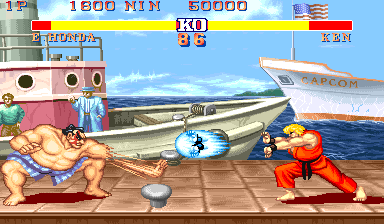 1P 1800 NIN 50000
KO
E.HONDA 86 KEN
CAPCOM